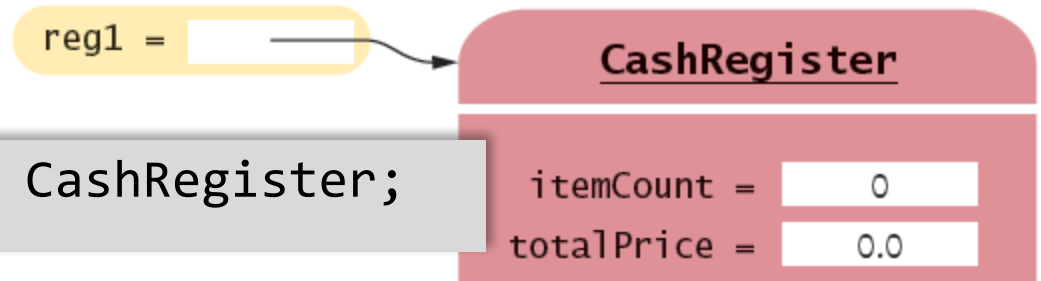 reg1 =
CashRegister
CashRegister;
itemCount = 0
totalPrice = 0.0